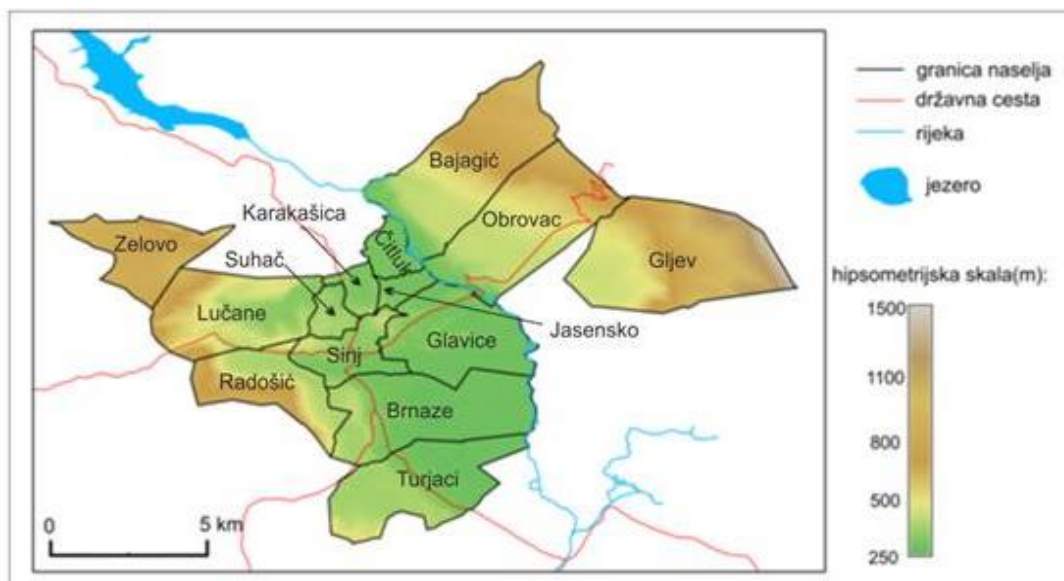 Bajagić
Karakašica
Obrovac
Zelovo
Čitluk
Suhač
Gljev
Lučane
Jasensko
Glavice
Sinj
Radošić
Brnaze
Turjaci
0 5 km
granica naselja
državna cesta
rijeka
jezero
hipsometrijska skala(m):
1500
1100
800
500
250